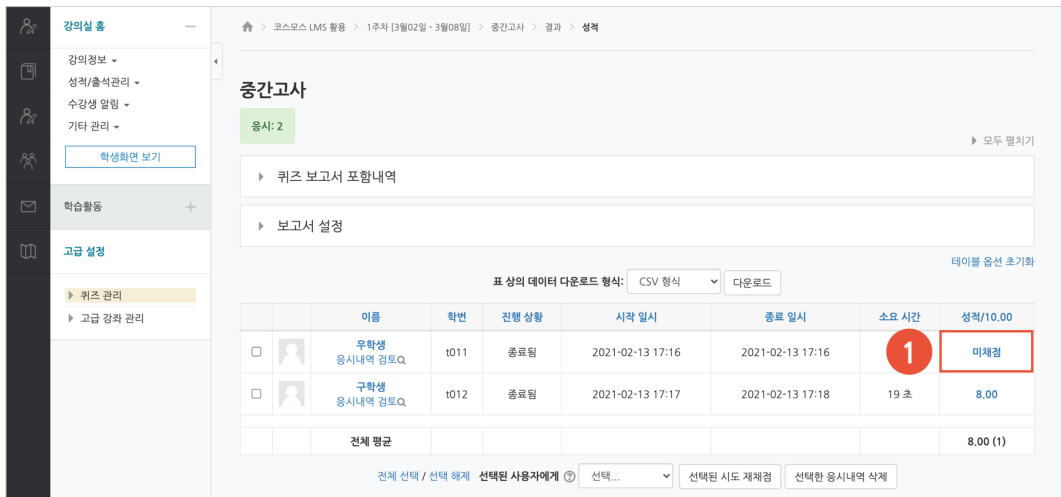 강의실 홈
코스모스 LMS 활용 > 1주차 [3월02일 - 3월08일] > 중간고사 > 결과 > 성적
강의정보
성적/출석관리
수강생 알림
기타 관리
학생화면 보기
학습활동
고급 설정
퀴즈 관리
고급 강좌 관리
중간고사
응시: 2
모두 펼치기
퀴즈 보고서 포함내역
보고서 설정
테이블 옵션 초기화
표 상의 데이터 다운로드 형식: CSV 형식 다운로드
이름 학번 진행 상황 시작 일시 종료 일시 소요 시간 성적/10.00
우학생
응시내역 검토
t011 종료됨 2021-02-13 17:16 2021-02-13 17:16 1 미채점
구학생
응시내역 검토
t012 종료됨 2021-02-13 17:17 2021-02-13 17:18 19 초 8.00
전체 평균 8.00 (1)
전체 선택 / 선택 해제 선택된 사용자에게 선택... 선택된 시도 재채점 선택한 응시내역 삭제